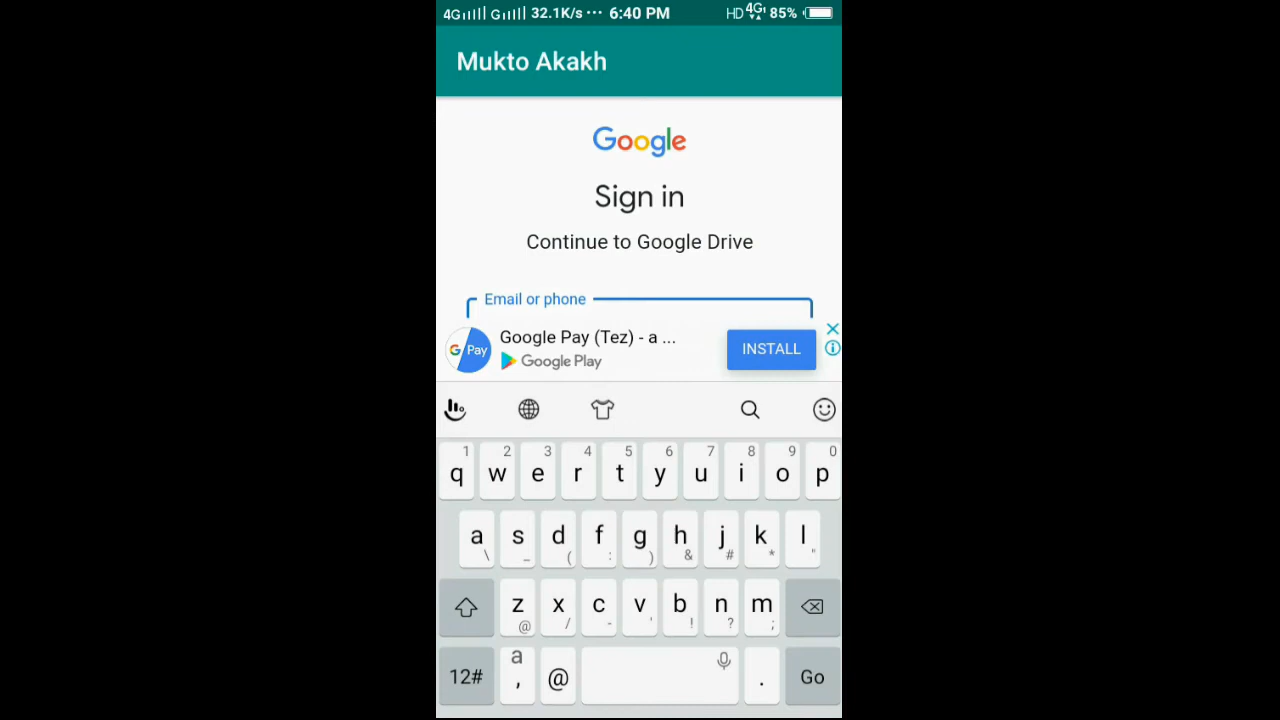 4G G 32.1K/s ··· 6:40 PM HD 4G 85%
Mukto Akakh
Google
Sign in
Continue to Google Drive
Email or phone
Google Pay (Tez) - a ...
G Pay
INSTALL
Google Play
1 2 3 4 5 6 7 8 9 0
q w e r t y u i o p
a s d f g h j k l
\ _ ( : ) & # * "
z x c v b n m
@ / - ' ! ? ;
12# a , @ . Go